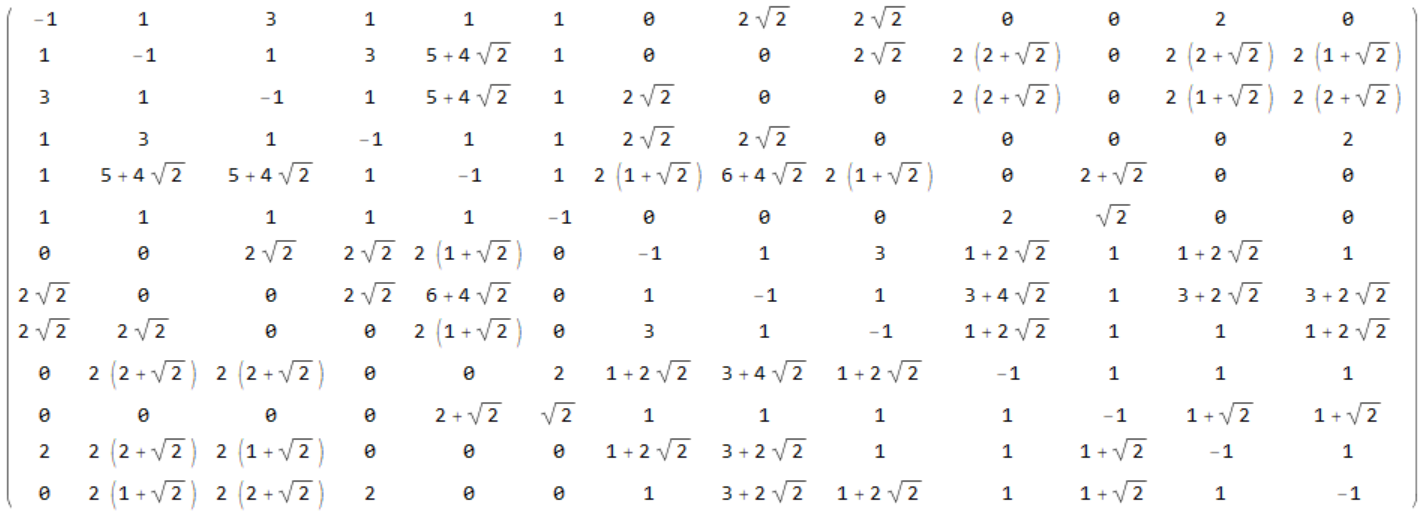 -1 1 3 1 1 1 0 2√2 2√2 0 0 2 0
1 -1 1 3 5+4√2 1 0 0 2√2 2(2+√2) 0 2(2+√2) 2(1+√2)
3 1 -1 1 5+4√2 1 2√2 0 0 2(2+√2) 0 2(1+√2) 2(2+√2)
1 3 1 -1 1 1 2√2 2√2 0 0 0 0 2
1 5+4√2 5+4√2 1 -1 1 2(1+√2) 6+4√2 2(1+√2) 0 2+√2 0 0
1 1 1 1 1 -1 0 0 0 2 √2 0 0
0 0 2√2 2√2 2(1+√2) 0 -1 1 3 1+2√2 1 1+2√2 1
2√2 0 0 2√2 6+4√2 0 1 -1 1 3+4√2 1 3+2√2 3+2√2
2√2 2√2 0 0 2(1+√2) 0 3 1 -1 1+2√2 1 1 1+2√2
0 2(2+√2) 2(2+√2) 0 0 2 1+2√2 3+4√2 1+2√2 -1 1 1 1
0 0 0 0 2+√2 √2 1 1 1 1 -1 1+√2 1+√2
2 2(2+√2) 2(1+√2) 0 0 0 1+2√2 3+2√2 1 1 1+√2 -1 1
0 2(1+√2) 2(2+√2) 2 0 0 1 3+2√2 1+2√2 1 1+√2 1 -1